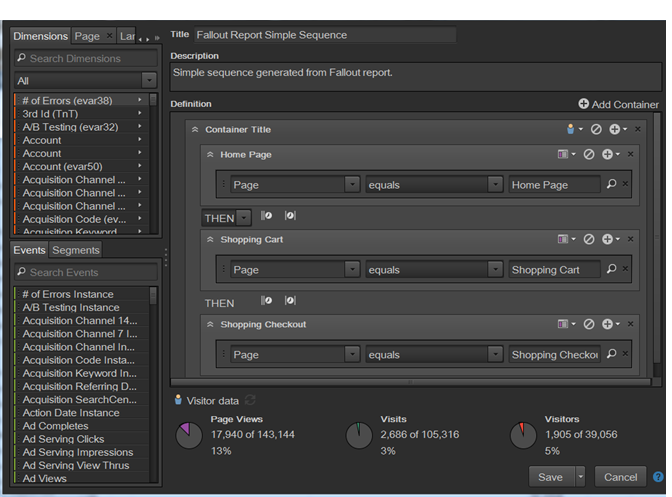 Dimensions Page × Lar »
Search Dimensions
All
# of Errors (evar38)
3rd Id (TnT)
A/B Testing (evar32)
Account
Account
Account (evar50)
Acquisition Channel ...
Acquisition Channel ...
Acquisition Channel ...
Acquisition Code (ev...
Acquisition Keyword
Events Segments
Search Events
# of Errors Instance
A/B Testing Instance
Acquisition Channel 14...
Acquisition Channel 7 I...
Acquisition Channel In...
Acquisition Code Insta...
Acquisition Keyword In...
Acquisition Referring D...
Acquisition SearchCen...
Action Date Instance
Ad Completes
Ad Serving Clicks
Ad Serving Impressions
Ad Serving View Thrus
Ad Views
Title Fallout Report Simple Sequence
Description
Simple sequence generated from Fallout report.
Definition Add Container
Container Title
Home Page
Page equals Home Page
THEN
Shopping Cart
Page equals Shopping Cart
THEN
Shopping Checkout
Page equals Shopping Checkou
Visitor data
Page Views
17,940 of 143,144
13%
Visits
2,686 of 105,316
3%
Visitors
1,905 of 39,056
5%
Save Cancel ?